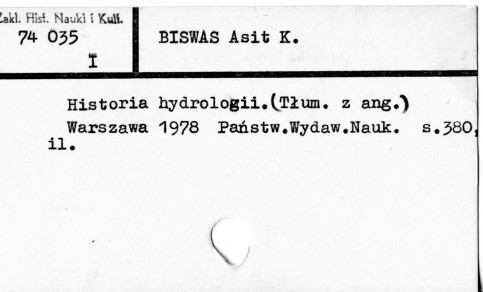 Zakl. Hist. Nauki i Kult.
74 035
I
BISWAS Asit K.
Historia hydrologii.(Tłum. z ang.)
Warszawa 1978 Państw.Wydaw.Nauk. s.380,
il.